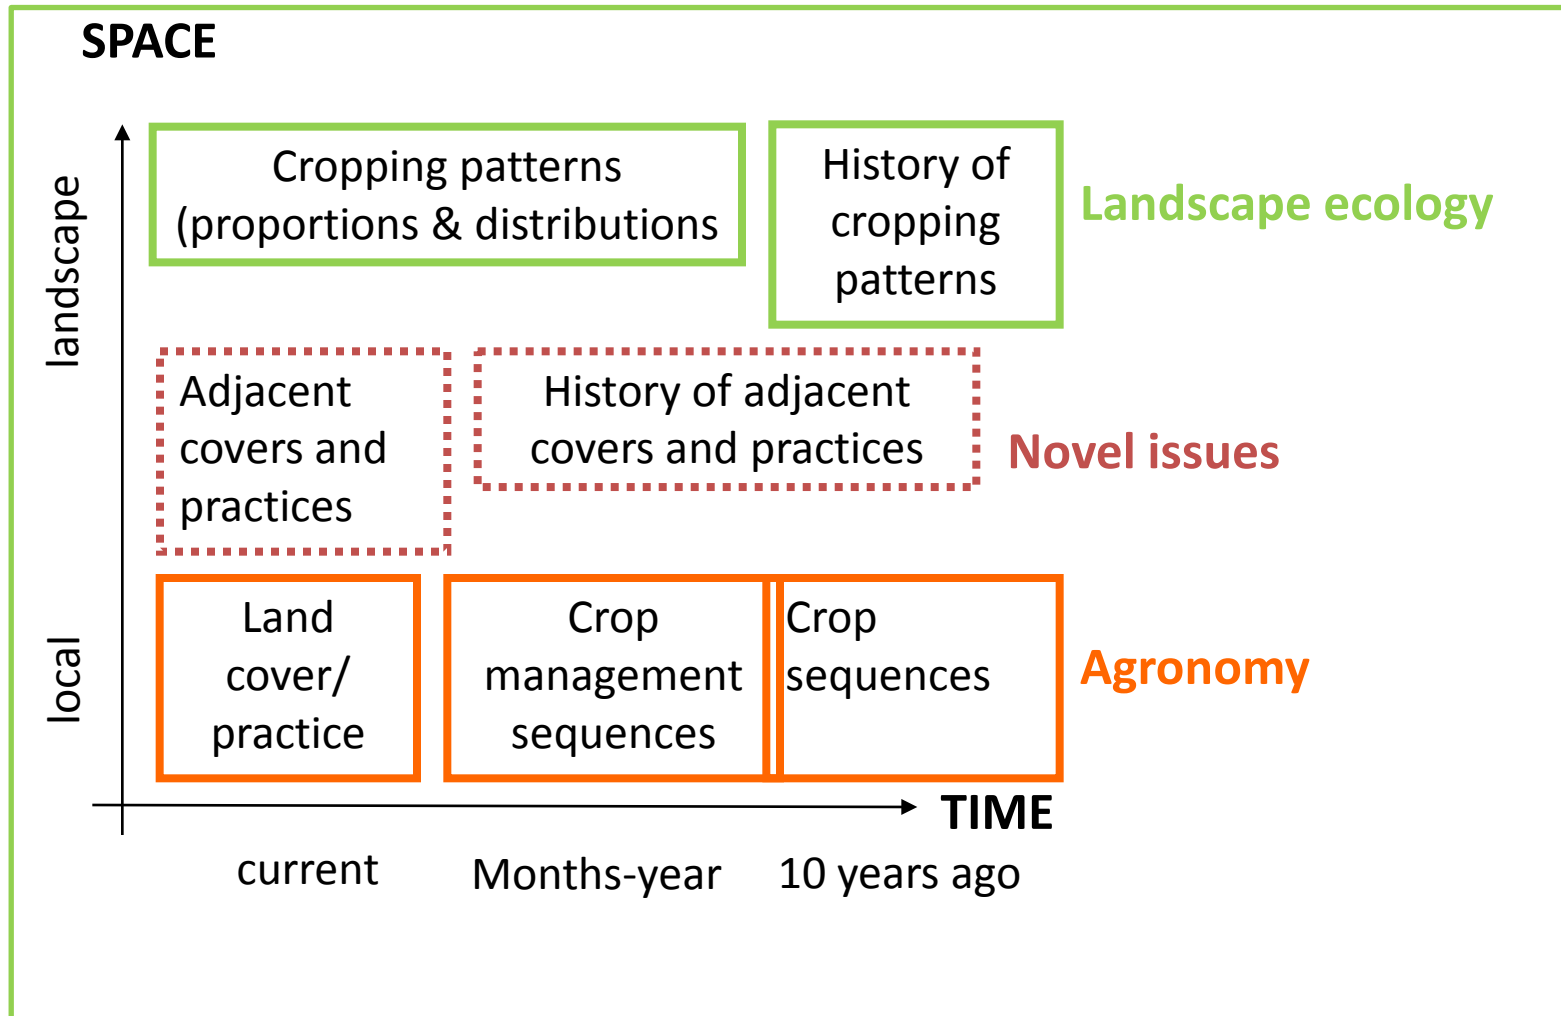 SPACE
landscape
Cropping patterns
(proportions & distributions
History of
cropping
patterns
Landscape ecology
Adjacent
covers and
practices
History of adjacent
covers and practices
Novel issues
local
Land
cover/
practice
Crop
management
sequences
Crop
sequences
Agronomy
TIME
current
Months-year
10 years ago